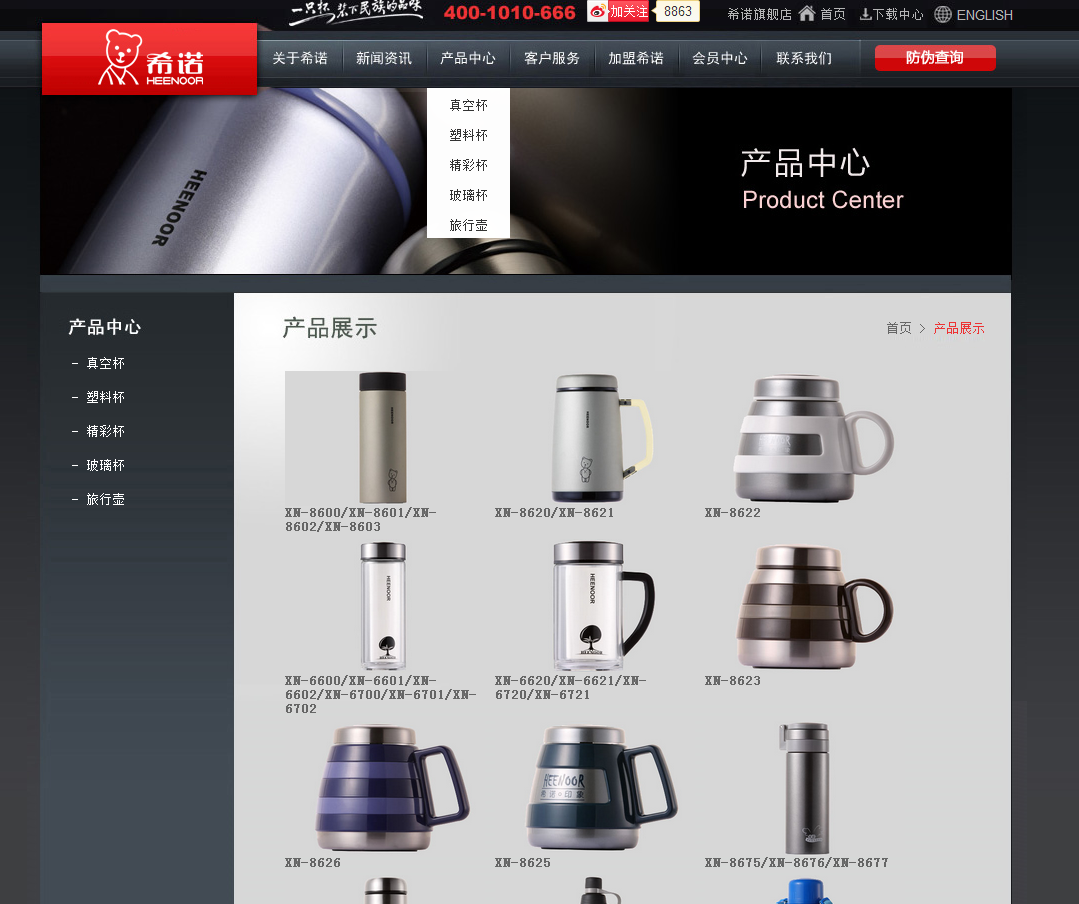 一只杯 装下民族的品味
400-1010-666
加关注
8863
希诺旗舰店
首页
下载中心
ENGLISH
希诺
HEENOOR
关于希诺
新闻资讯
产品中心
客户服务
加盟希诺
会员中心
联系我们
防伪查询
真空杯
塑料杯
精彩杯
玻璃杯
旅行壶
HEENOOR
产品中心
Product Center
产品中心
- 真空杯
- 塑料杯
- 精彩杯
- 玻璃杯
- 旅行壶
产品展示
首页 > 产品展示
XN-8600/XN-8601/XN-
8602/XN-8603
XN-8620/XN-8621
XN-8622
HEENOOR
HEENOOR
XN-6600/XN-6601/XN-
6602/XN-6700/XN-6701/XN-
6702
XN-6620/XN-6621/XN-
6720/XN-6721
XN-8623
HEENOOR
希诺印象
XN-8626
XN-8625
XN-8675/XN-8676/XN-8677